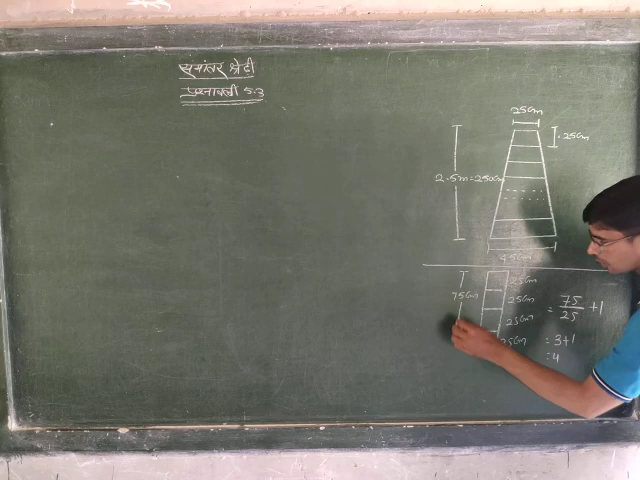 समांतर श्रेढ़ी
प्रश्नावली 5.3
25cm
25cm
2.5m=250cm
45cm
25cm
75cm
25cm
25cm
25cm
= 75/25 +1
= 3+1
= 4